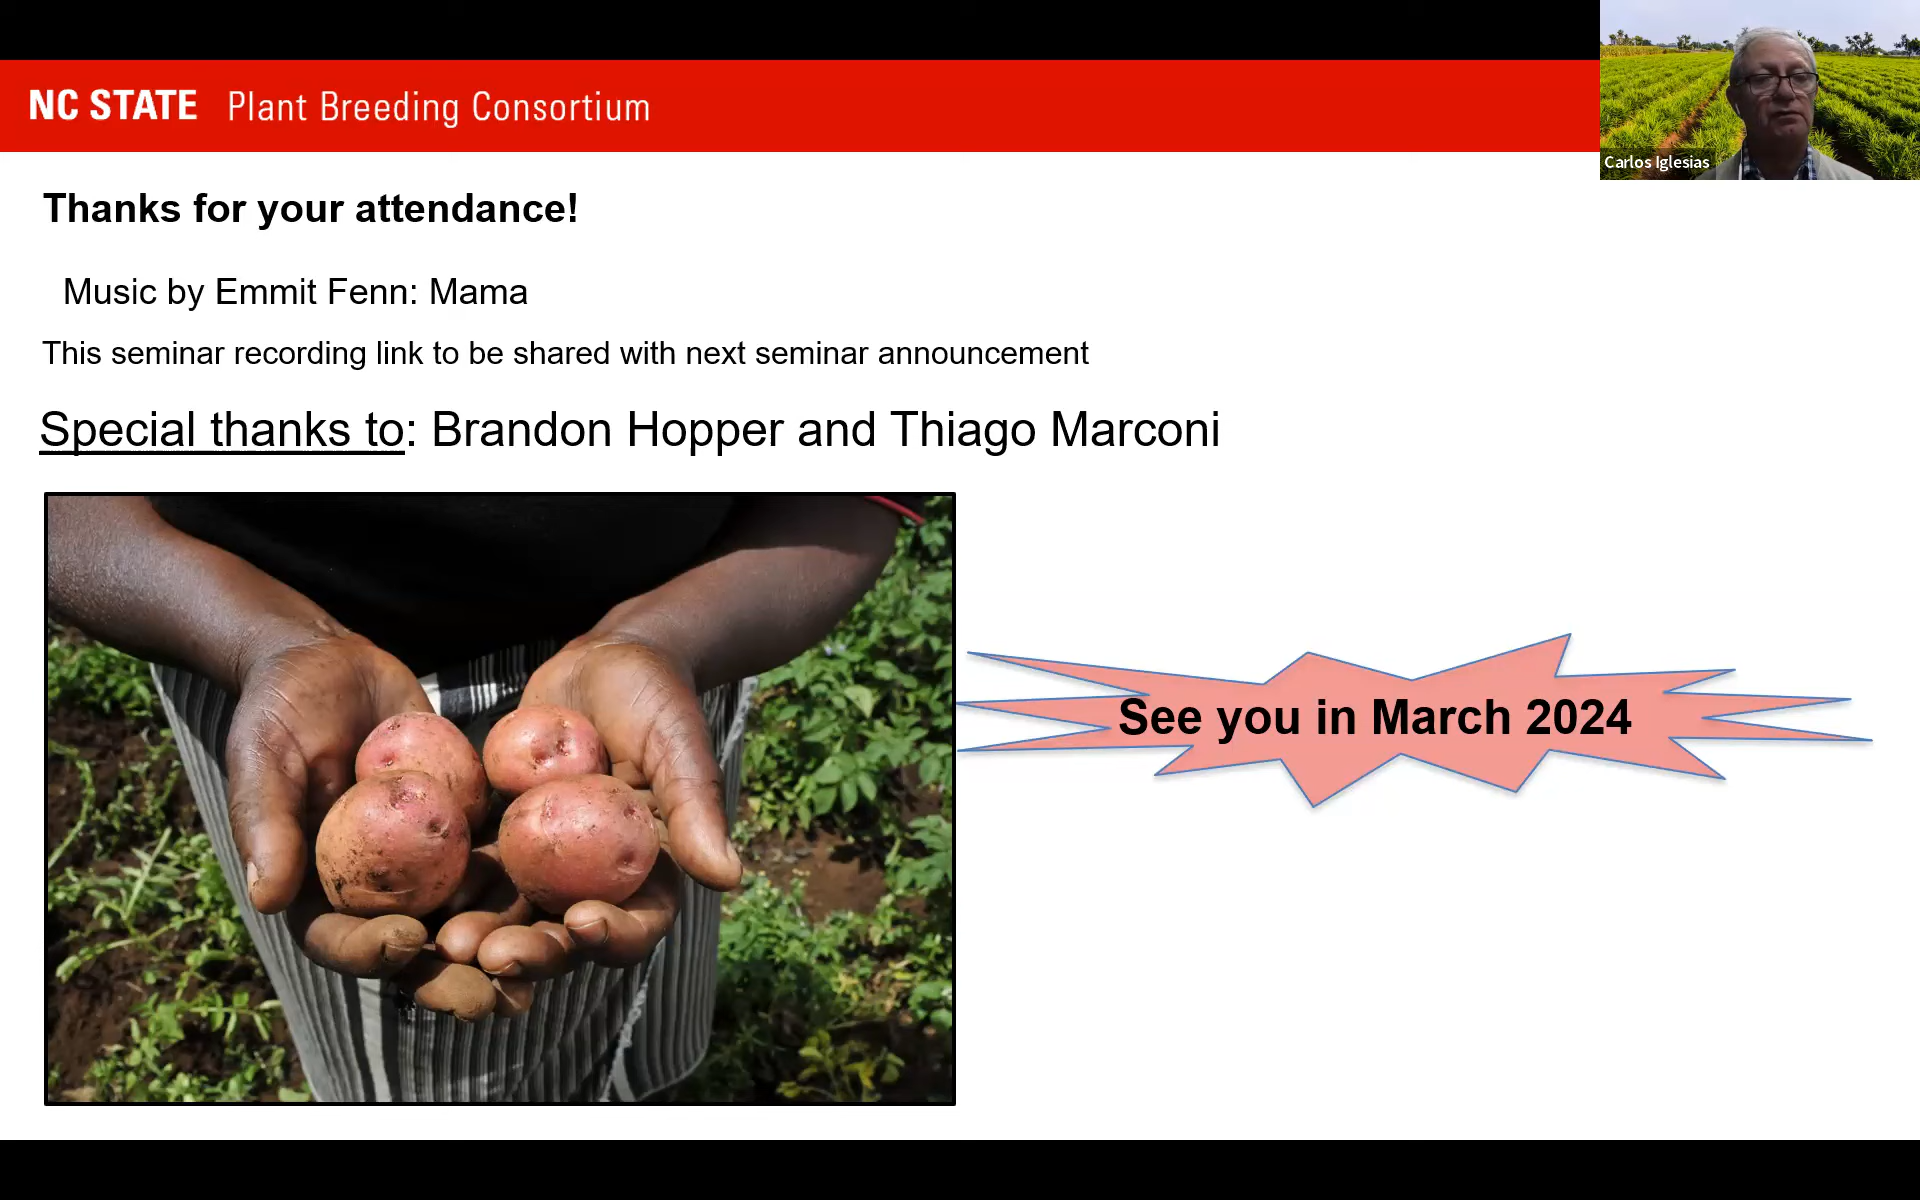 NC STATE Plant Breeding Consortium
Carlos Iglesias
Thanks for your attendance!
Music by Emmit Fenn: Mama
This seminar recording link to be shared with next seminar announcement
Special thanks to: Brandon Hopper and Thiago Marconi
See you in March 2024